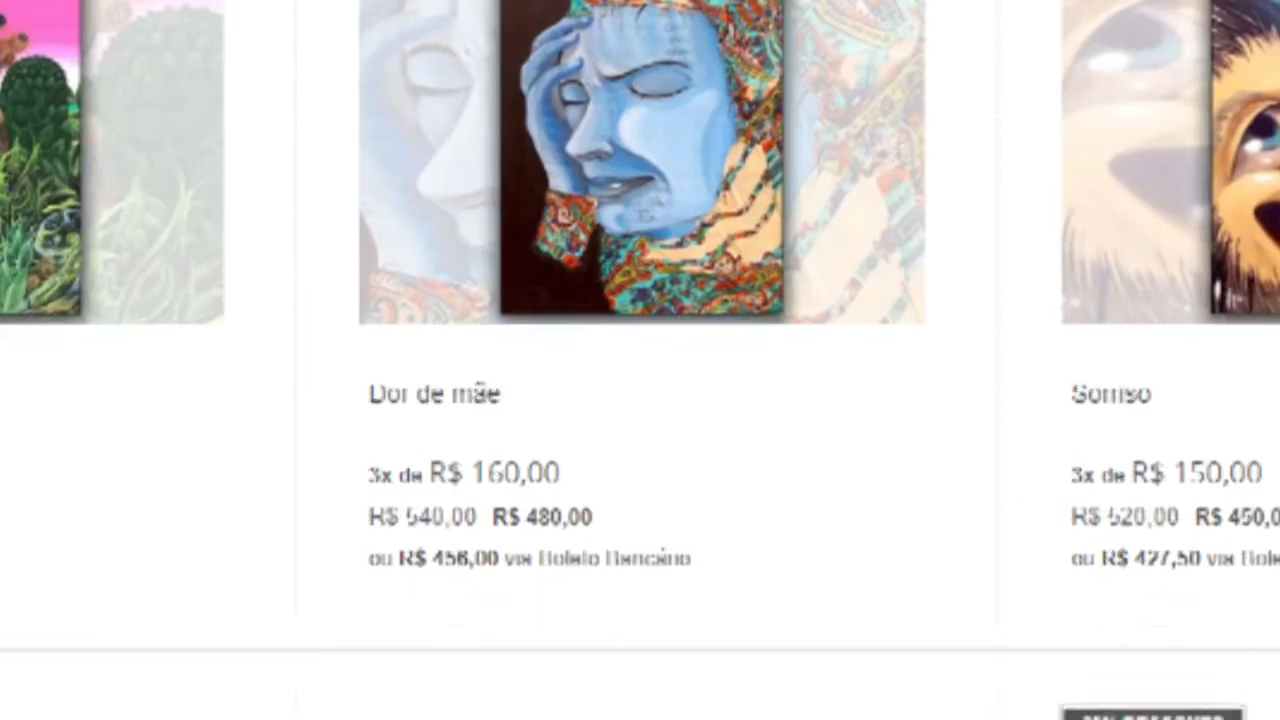 Dor de mãe
3x de R$ 160,00
R$ 540,00 R$ 480,00
ou R$ 456,00 via Boleto Bancário
Sorriso
3x de R$ 150,00
R$ 520,00 R$ 450,0
ou R$ 427,50 via Bole